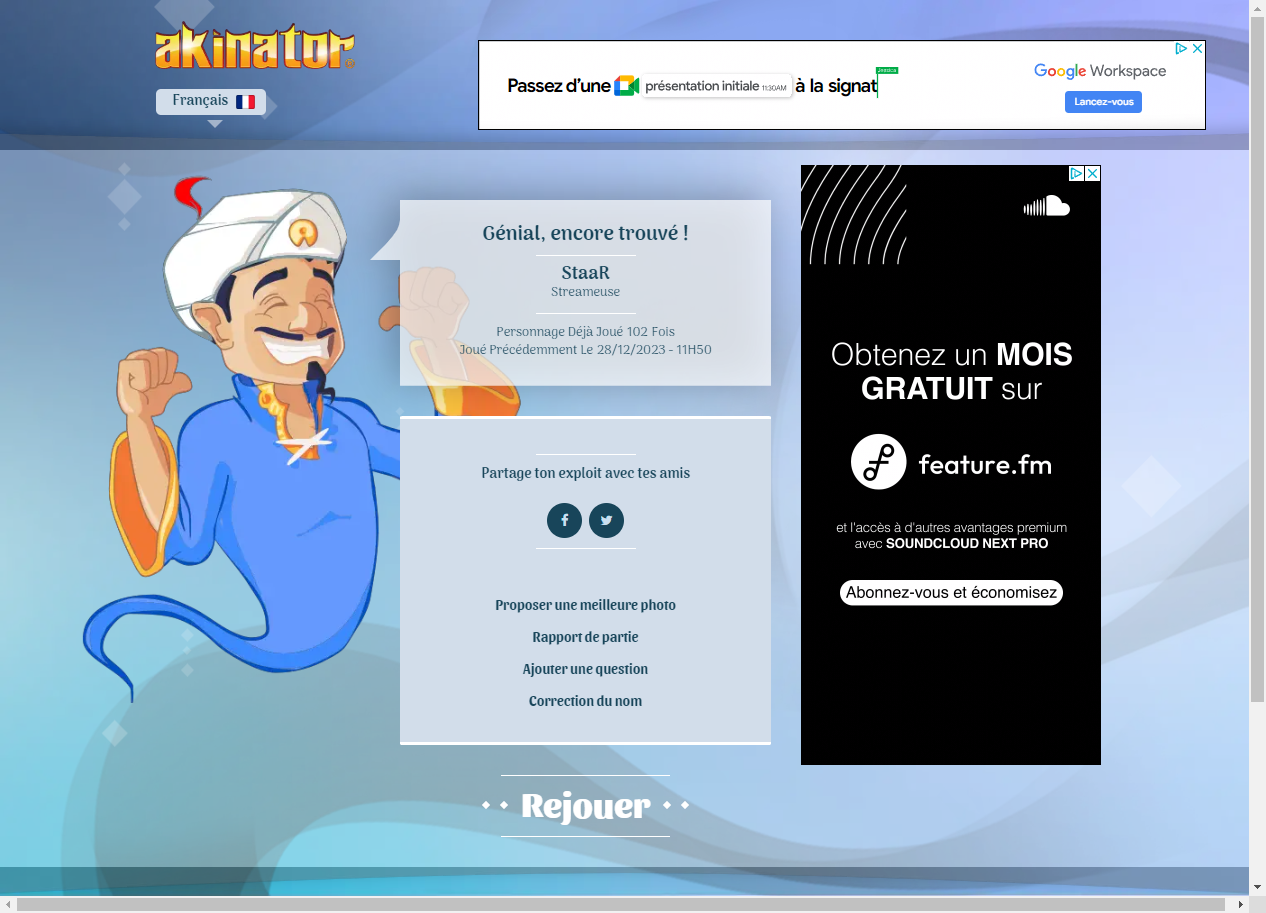 akinator
Français
Passez d'une présentation initiale 11:30AM à la signat
Google Workspace
Lancez-vous
Génial, encore trouvé !
StaaR
Streameuse
Personnage Déjà Joué 102 Fois
Joué Précédemment Le 28/12/2023 - 11H50
Partage ton exploit avec tes amis
Proposer une meilleure photo
Rapport de partie
Ajouter une question
Correction du nom
Rejouer
Obtenez un MOIS
GRATUIT sur
feature.fm
et l'accès à d'autres avantages premium
avec SOUNDCLOUD NEXT PRO
Abonnez-vous et économisez